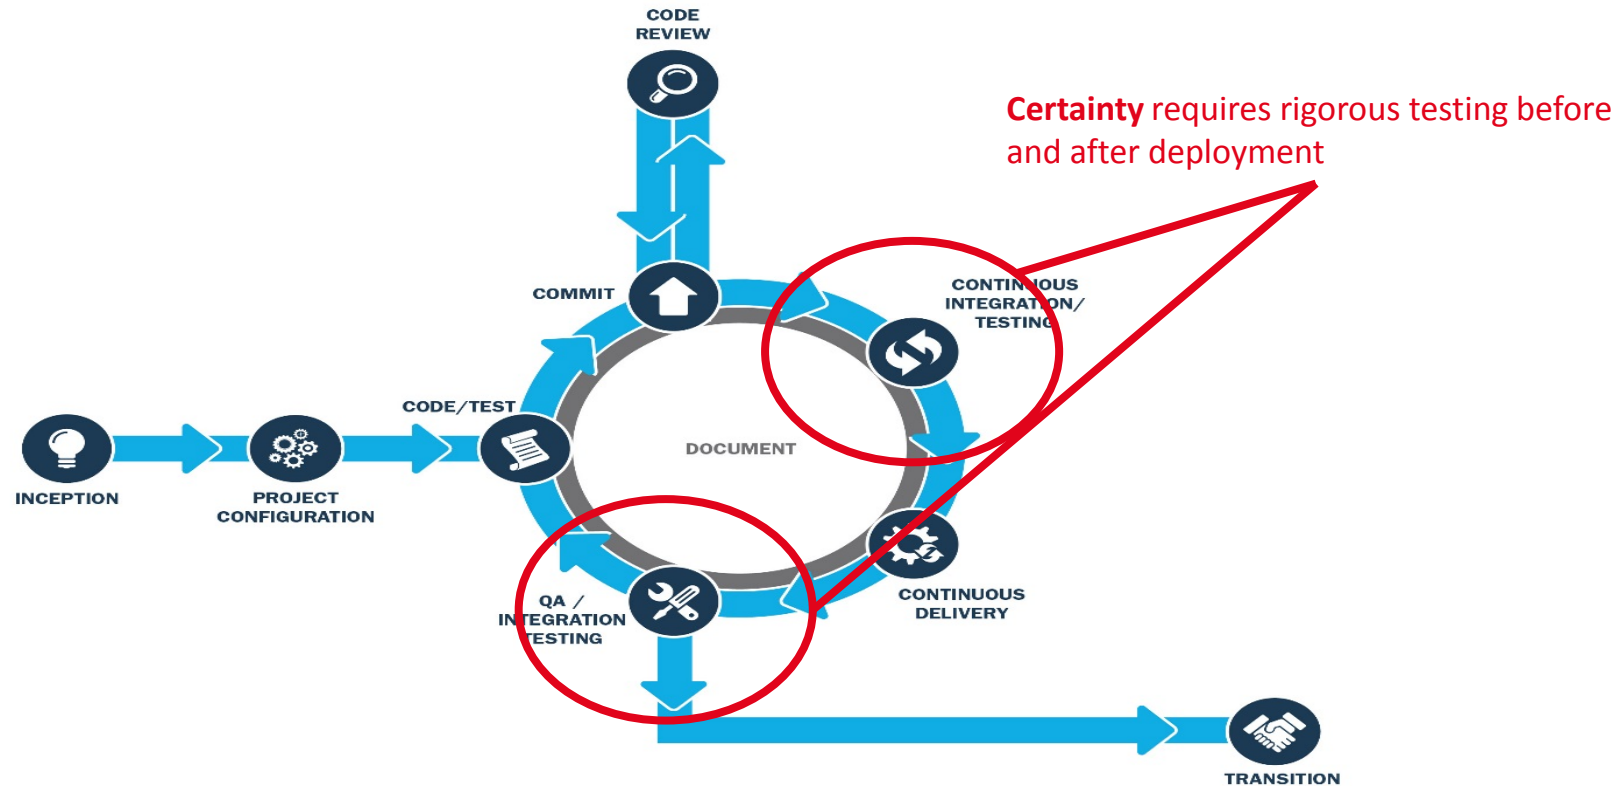 CODE
REVIEW
Certainty requires rigorous testing before
and after deployment
COMMIT
CONTINUOUS
INTEGRATION/
TESTING
CODE/TEST
DOCUMENT
INCEPTION
PROJECT
CONFIGURATION
QA /
INTEGRATION
TESTING
CONTINUOUS
DELIVERY
TRANSITION